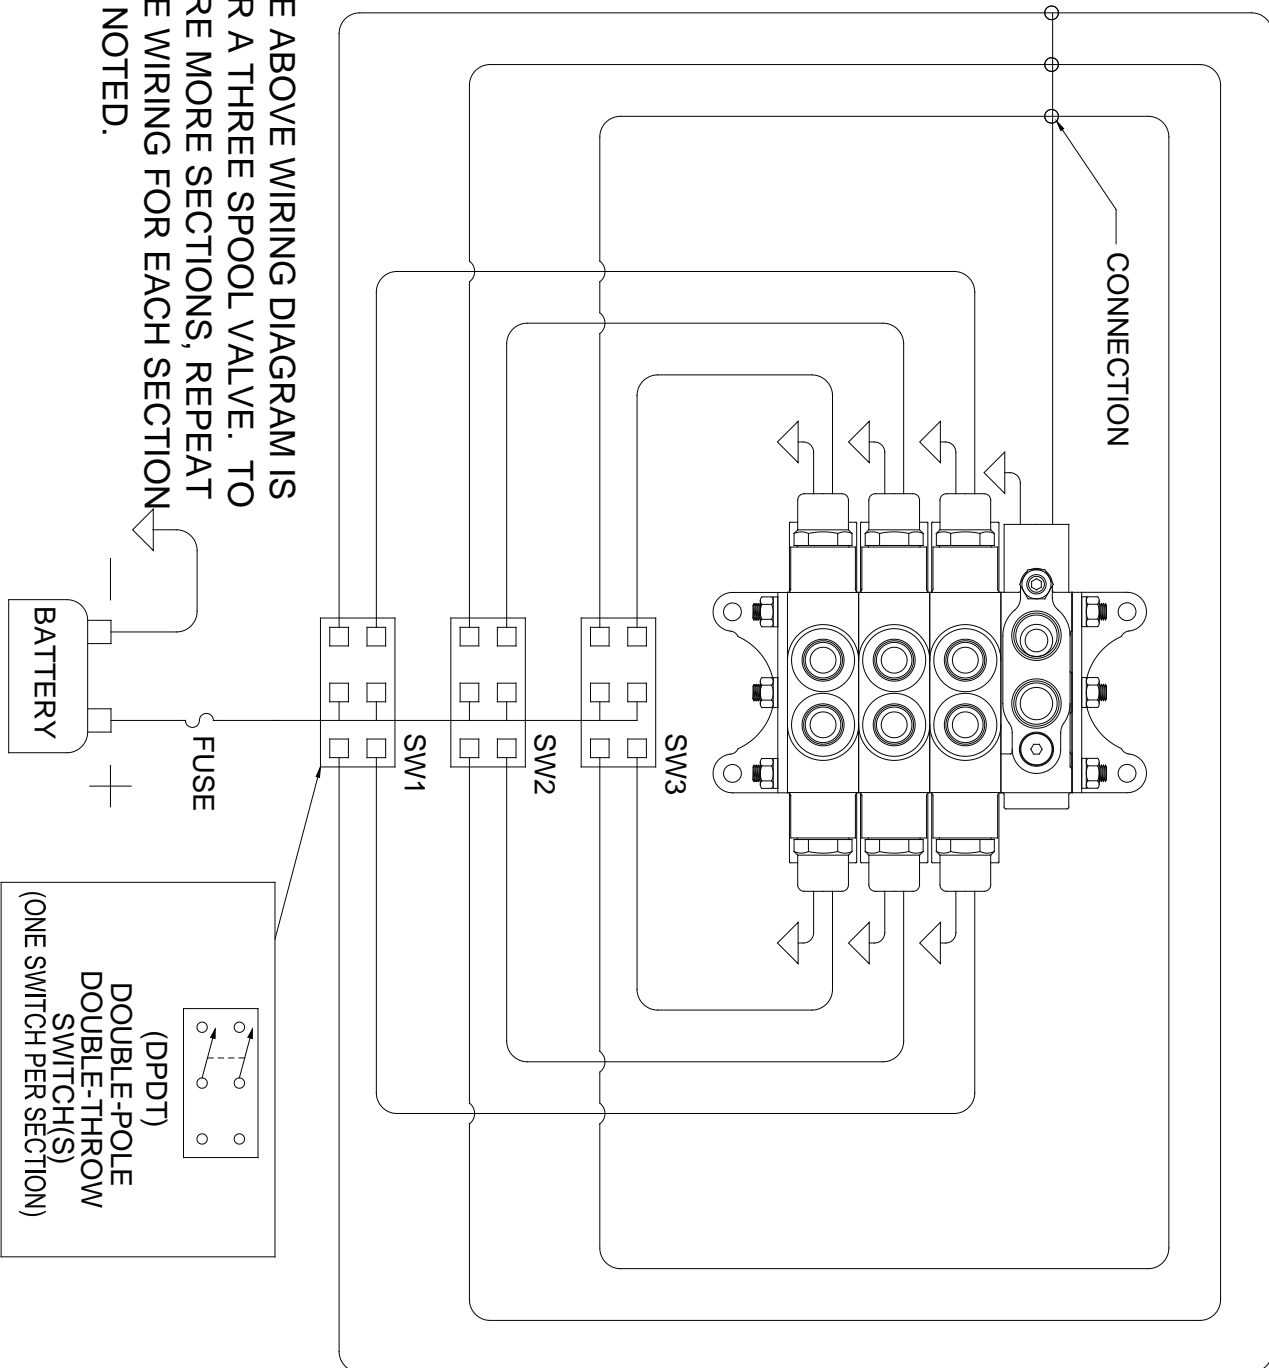 CONNECTION
SW3
SW2
SW1
FUSE
BATTERY
E ABOVE WIRING DIAGRAM IS
R A THREE SPOOL VALVE. TO
RE MORE SECTIONS, REPEAT
E WIRING FOR EACH SECTION
NOTED.
(DPDT)
DOUBLE-POLE
DOUBLE-THROW
SWITCH(S)
(ONE SWITCH PER SECTION)